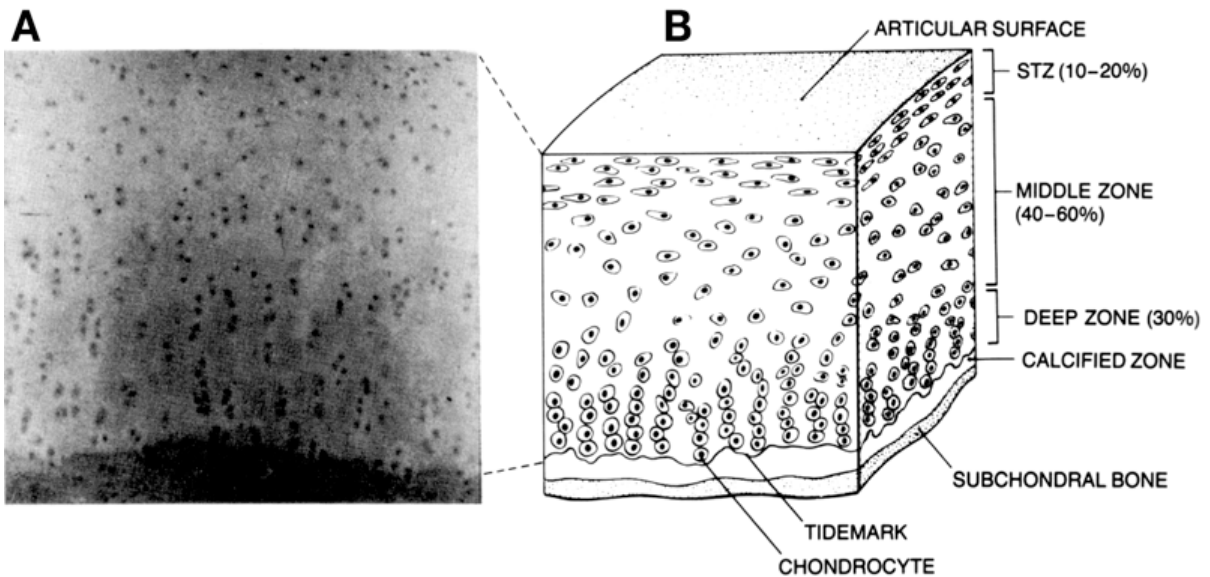 A
B
ARTICULAR SURFACE
STZ (10–20%)
MIDDLE ZONE
(40–60%)
DEEP ZONE (30%)
CALCIFIED ZONE
SUBCHONDRAL BONE
TIDEMARK
CHONDROCYTE